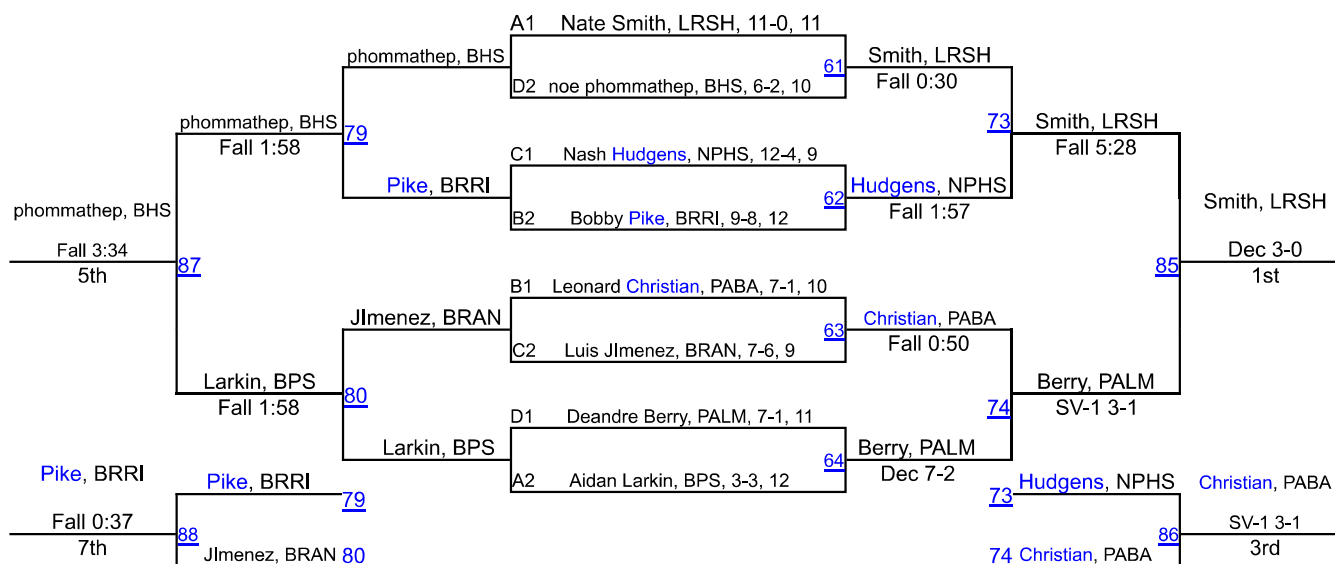 A1 Nate Smith, LRSH, 11-0, 11
phommathep, BHS
61
Smith, LRSH
Fall 0:30
D2 noe phommathep, BHS, 6-2, 10
phommathep, BHS
Fall 1:58
79
73
Smith, LRSH
Fall 5:28
C1 Nash Hudgens, NPHS, 12-4, 9
Pike, BRRI
62
Hudgens, NPHS
Fall 1:57
B2 Bobby Pike, BRRI, 9-8, 12
phommathep, BHS
Fall 3:34
5th
87
85
Smith, LRSH
Dec 3-0
1st
B1 Leonard Christian, PABA, 7-1, 10
JImenez, BRAN
63
Christian, PABA
Fall 0:50
C2 Luis JImenez, BRAN, 7-6, 9
Larkin, BPS
Fall 1:58
80
74
Berry, PALM
SV-1 3-1
D1 Deandre Berry, PALM, 7-1, 11
Larkin, BPS
64
Berry, PALM
Dec 7-2
A2 Aidan Larkin, BPS, 3-3, 12
Pike, BRRI
Pike, BRRI
79
73
Hudgens, NPHS
Christian, PABA
Fall 0:37
7th
88
86
SV-1 3-1
3rd
JImenez, BRAN 80
74 Christian, PABA